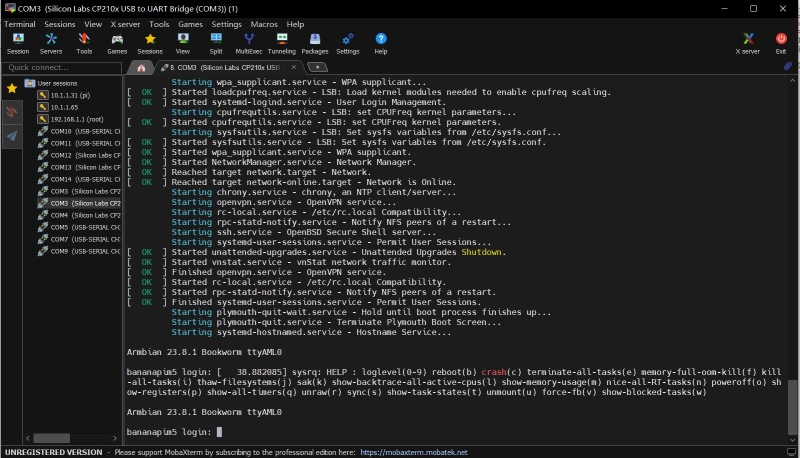 COM3  (Silicon Labs CP210x USB to UART Bridge (COM3)) (1)
Terminal  Sessions  View  X server  Tools  Games  Settings  Macros  Help
Session  Servers  Tools  Games  Sessions  View  Split  MultiExec  Tunneling  Packages  Settings  Help  X server  Exit
Quick connect...
8. COM3  (Silicon Labs CP210x USB
User sessions
10.1.1.31 (pi)
10.1.1.65
192.168.1.1 (root)
COM10  (USB-SERIAL CH
COM11  (USB-SERIAL CH
COM12  (Silicon Labs CP
COM13  (Silicon Labs CP
COM14  (USB-SERIAL CH
COM3  (Silicon Labs CP2
COM3  (Silicon Labs CP2
COM4  (Silicon Labs CP2
COM5  (USB-SERIAL CHC
COM7  (USB-SERIAL CHC
COM9  (USB-SERIAL CHC
Starting wpa_supplicant.service - WPA supplicant...
[  OK  ] Started loadcpufreq.service - LSB: Load kernel modules needed to enable cpufreq scaling.
[  OK  ] Started systemd-logind.service - User Login Management.
Starting cpufrequtils.service - LSB: set CPUFreq kernel parameters...
[  OK  ] Started cpufrequtils.service - LSB: set CPUFreq kernel parameters.
Starting sysfsutils.service - LSB: Set sysfs variables from /etc/sysfs.conf...
[  OK  ] Started sysfsutils.service - LSB: Set sysfs variables from /etc/sysfs.conf.
[  OK  ] Started wpa_supplicant.service - WPA supplicant.
[  OK  ] Started NetworkManager.service - Network Manager.
[  OK  ] Reached target network.target - Network.
[  OK  ] Reached target network-online.target - Network is Online.
Starting chrony.service - chrony, an NTP client/server...
Starting openvpn.service - OpenVPN service...
Starting rc-local.service - /etc/rc.local Compatibility...
Starting rpc-statd-notify.service - Notify NFS peers of a restart...
Starting ssh.service - OpenBSD Secure Shell server...
Starting systemd-user-sessions.service - Permit User Sessions...
[  OK  ] Started unattended-upgrades.service - Unattended Upgrades Shutdown.
[  OK  ] Started vnstat.service - vnStat network traffic monitor.
[  OK  ] Finished openvpn.service - OpenVPN service.
[  OK  ] Started rc-local.service - /etc/rc.local Compatibility.
[  OK  ] Started rpc-statd-notify.service - Notify NFS peers of a restart.
[  OK  ] Finished systemd-user-sessions.service - Permit User Sessions.
Starting plymouth-quit-wait.service - Hold until boot process finishes up...
Starting plymouth-quit.service - Terminate Plymouth Boot Screen...
Starting systemd-hostnamed.service - Hostname Service...
Armbian 23.8.1 Bookworm ttyAML0
bananapim5 login: [   38.882085] sysrq: HELP : loglevel(0-9) reboot(b) crash(c) terminate-all-tasks(e) memory-full-oom-kill(f) kill
-all-tasks(i) thaw-filesystems(j) sak(k) show-backtrace-all-active-cpus(l) show-memory-usage(m) nice-all-RT-tasks(n) poweroff(o) sh
ow-registers(p) show-all-timers(q) unraw(r) sync(s) show-task-states(t) unmount(u) force-fb(v) show-blocked-tasks(w)
Armbian 23.8.1 Bookworm ttyAML0
bananapim5 login:
UNREGISTERED VERSION  -  Please support MobaXterm by subscribing to the professional edition here:  https://mobaxterm.mobatek.net